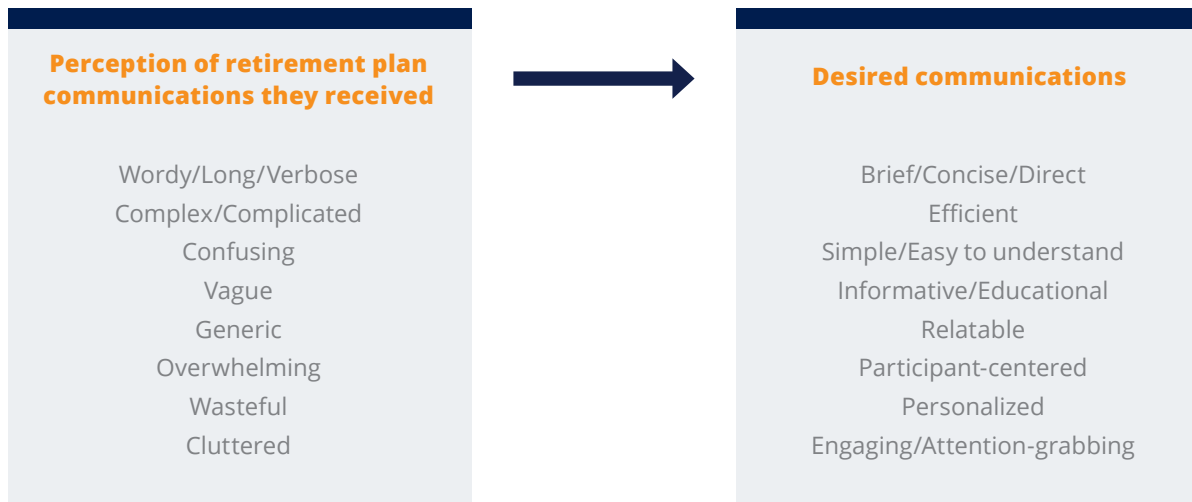 Perception of retirement plan
communications they received
Wordy/Long/Verbose
Complex/Complicated
Confusing
Vague
Generic
Overwhelming
Wasteful
Cluttered
Desired communications
Brief/Concise/Direct
Efficient
Simple/Easy to understand
Informative/Educational
Relatable
Participant-centered
Personalized
Engaging/Attention-grabbing